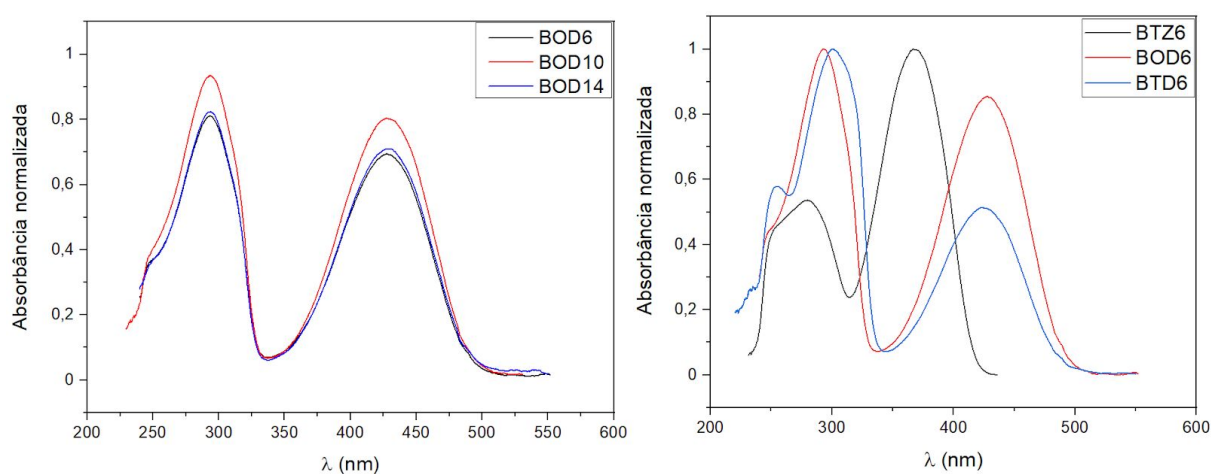 BOD6
BOD10
BOD14
Absorbância normalizada
1
0,8
0,6
0,4
0,2
0
200 250 300 350 400 450 500 550 600
λ (nm)
BTZ6
BOD6
BTD6
Absorbância normalizada
1
0,8
0,6
0,4
0,2
0
200 300 400 500 600
λ (nm)